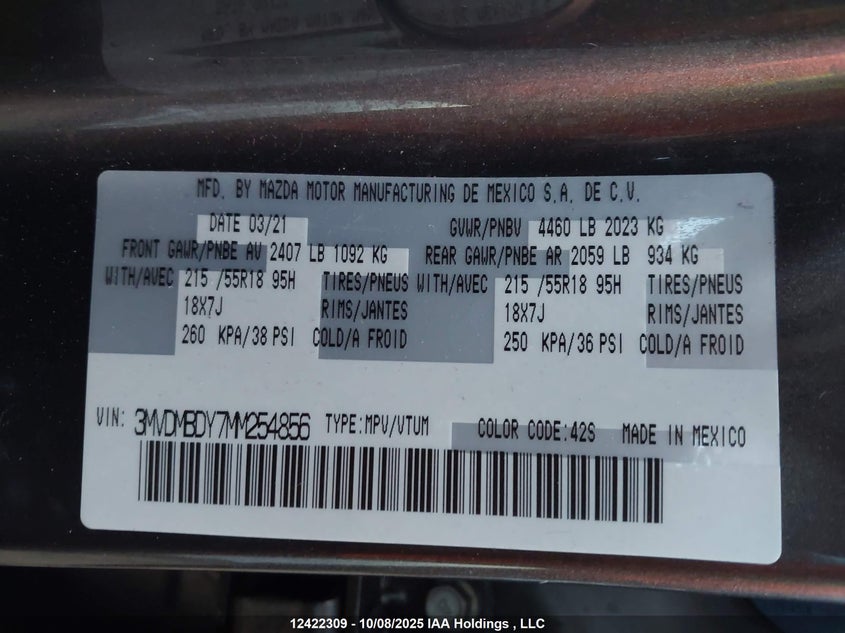 MFD. BY MAZDA MOTOR MANUFACTURING DE MEXICO S.A. DE C.V.
DATE 03/21 GVWR/PNBV 4460 LB 2023 KG
FRONT GAWR/PNBE AV 2407 LB 1092 KG REAR GAWR/PNBE AR 2059 LB 934 KG
WITH/AVEC 215 /55R18 95H TIRES/PNEUS WITH/AVEC 215 /55R18 95H TIRES/PNEUS
18X7J RIMS/JANTES 18X7J RIMS/JANTES
260 KPA/38 PSI COLD/A FROID 250 KPA/36 PSI COLD/A FROID
VIN: 3MVDMBDY7MM254856 TYPE:MPV/VTUM COLOR CODE:42S MADE IN MEXICO
12422309 - 10/08/2025 IAA Holdings , LLC